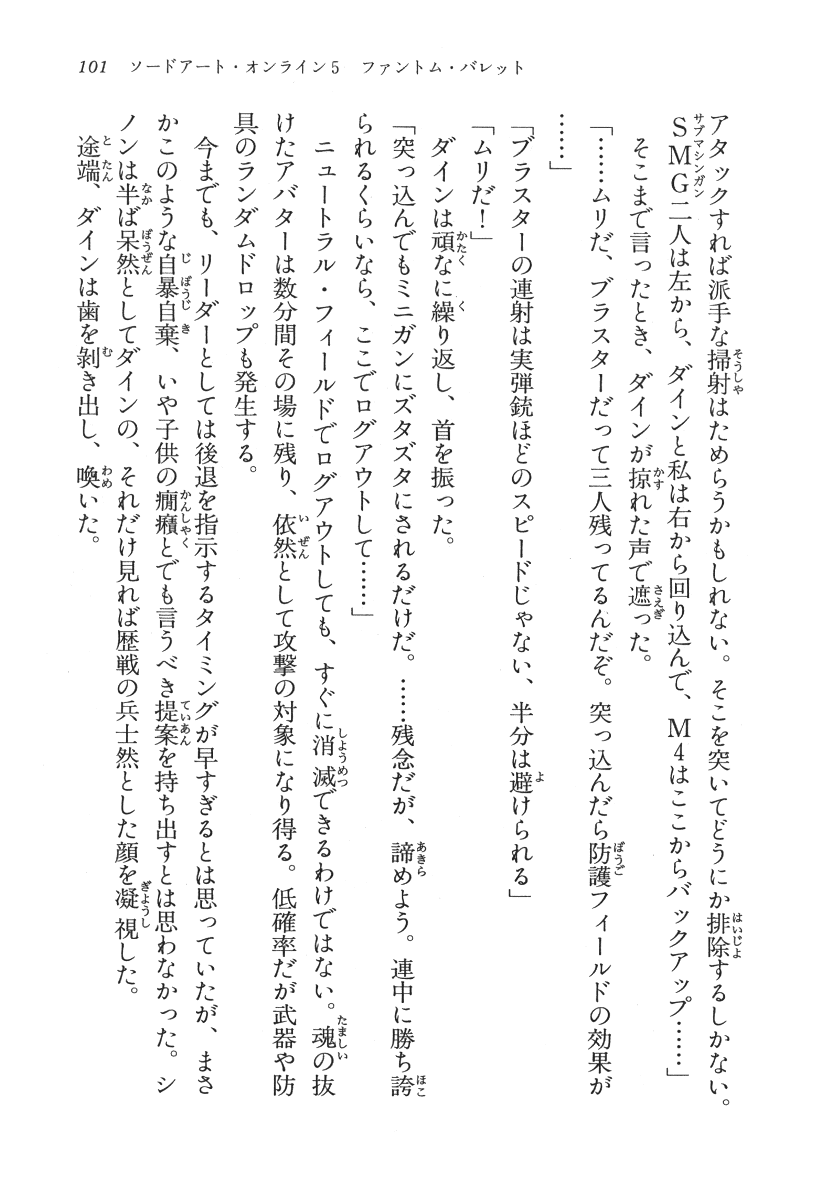 101 ソードアート・オンライン5 ファントム・バレット
アタックすれば派手な掃射はためらうかもしれない。そこを突いてどうにか排除するしかない。
SMG二人は左から、ダインと私は右から回り込んで、M4はここからバックアップ……」
そこまで言ったとき、ダインが掠れた声で遮った。
「……ムリだ、ブラスターだって三人残ってるんだぞ。突っ込んだら防護フィールドの効果が
……」
「ブラスターの連射は実弾銃ほどのスピードじゃない、半分は避けられる」
「ムリだ！」
ダインは頑なに繰り返し、首を振った。
「突っ込んでもミニガンにズタズタにされるだけだ。……残念だが、諦めよう。連中に勝ち誇
られるくらいなら、ここでログアウトして……」
ニュートラル・フィールドでログアウトしても、すぐに消滅できるわけではない。魂の抜
けたアバターは数分間その場に残り、依然として攻撃の対象になり得る。低確率だが武器や防
具のランダムドロップも発生する。
今までも、リーダーとしては後退を指示するタイミングが早すぎるとは思っていたが、まさ
かこのような自暴自棄、いや子供の癇癪とでも言うべき提案を持ち出すとは思わなかった。シ
ノンは半ば呆然としてダインの、それだけ見れば歴戦の兵士然とした顔を凝視した。
途端、ダインは歯を剥き出し、喚いた。